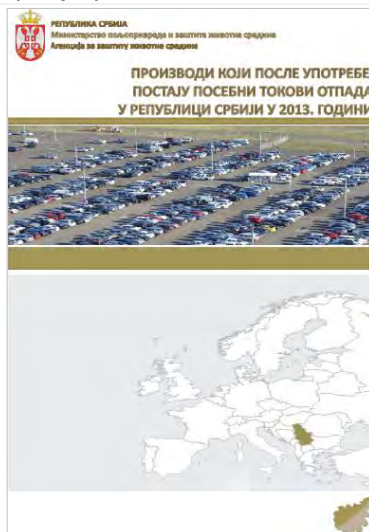 РЕПУБЛИКА СРБИЈА
Министарство пољопривреде и заштите животне средине
Агенција за заштиту животне средине
ПРОИЗВОДИ КОЈИ ПОСЛЕ УПОТРЕБЕ
ПОСТАЈУ ПОСЕБНИ ТОКОВИ ОТПАДА
У РЕПУБЛИЦИ СРБИЈИ У 2013. ГОДИНИ